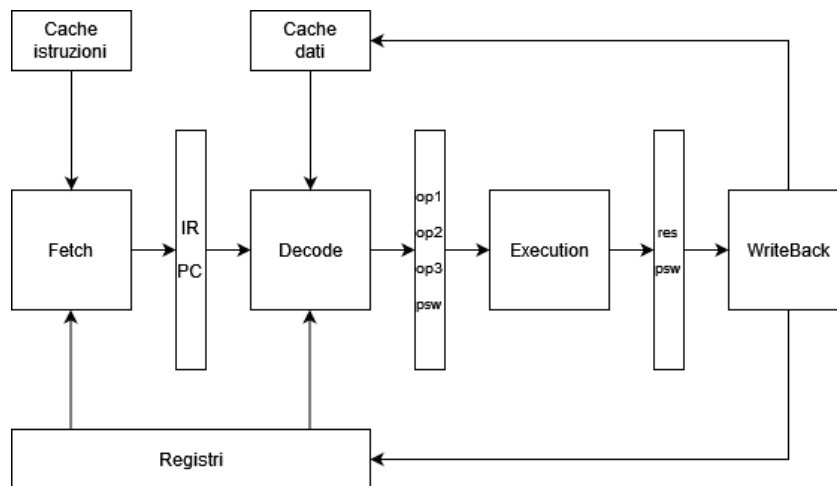 Cache
istruzioni
Cache
dati
Fetch
IR
PC
Decode
op1
op2
op3
psw
Execution
res
psw
WriteBack
Registri